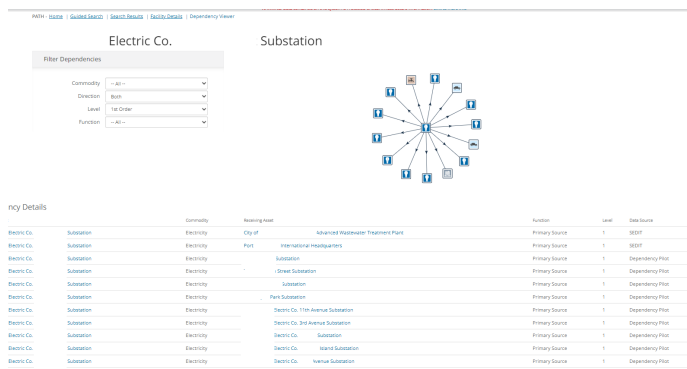 PATH - Home | Guided Search | Search Results | Facility Details | Dependency Viewer
Electric Co. Substation
Filter Dependencies
Commodity -- All --
Direction Both
Level 1st Order
Function -- All --
ncy Details
Commodity Receiving Asset Function Level Data Source
Electric Co. Substation Electricity City of Advanced Wastewater Treatment Plant Primary Source 1 SEDIT
Electric Co. Substation Electricity Port International Headquarters Primary Source 1 SEDIT
Electric Co. Substation Electricity Substation Primary Source 1 Dependency Pilot
Electric Co. Substation Electricity Street Substation Primary Source 1 Dependency Pilot
Electric Co. Substation Electricity Substation Primary Source 1 Dependency Pilot
Electric Co. Substation Electricity Park Substation Primary Source 1 Dependency Pilot
Electric Co. Substation Electricity Electric Co. 11th Avenue Substation Primary Source 1 Dependency Pilot
Electric Co. Substation Electricity Electric Co. 3rd Avenue Substation Primary Source 1 Dependency Pilot
Electric Co. Substation Electricity Electric Co. Substation Primary Source 1 Dependency Pilot
Electric Co. Substation Electricity Electric Co. Island Substation Primary Source 1 Dependency Pilot
Electric Co. Substation Electricity Electric Co. venue Substation Primary Source 1 Dependency Pilot